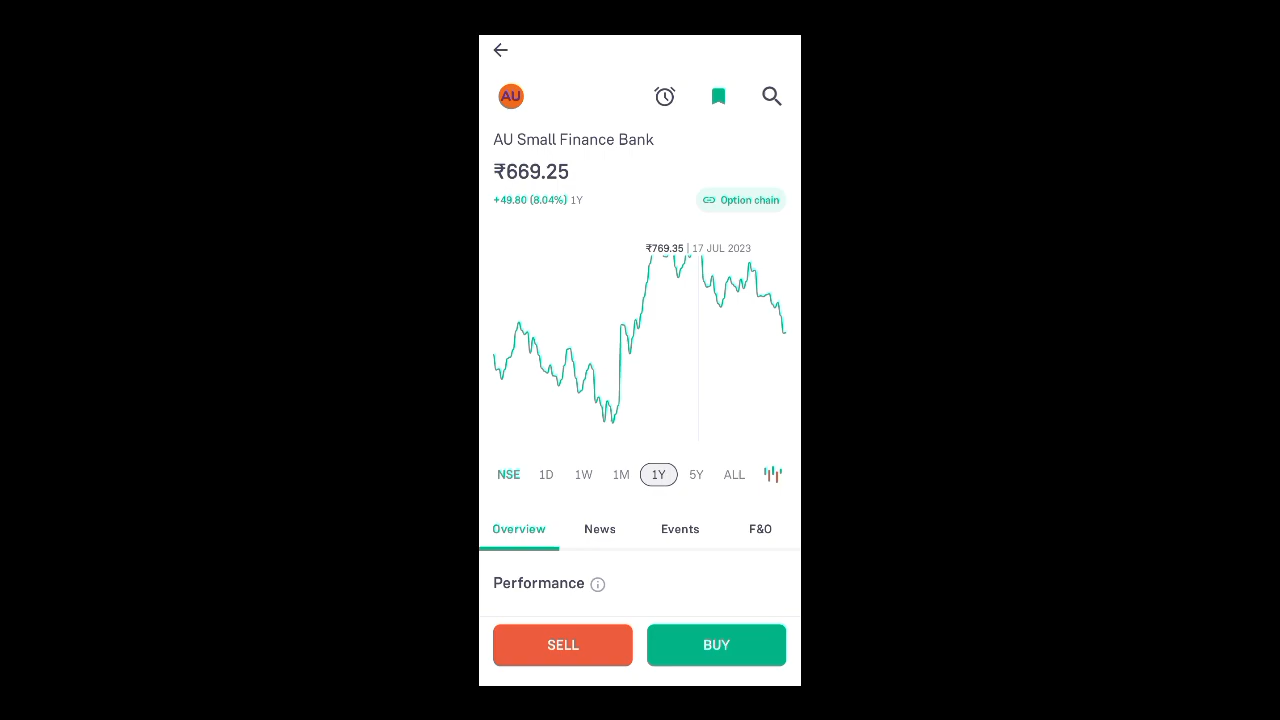 AU
AU Small Finance Bank
₹669.25
+49.80 (8.04%) 1Y
Option chain
₹769.35 | 17 JUL 2023
NSE 1D 1W 1M 1Y 5Y ALL
Overview News Events F&O
Performance
SELL BUY